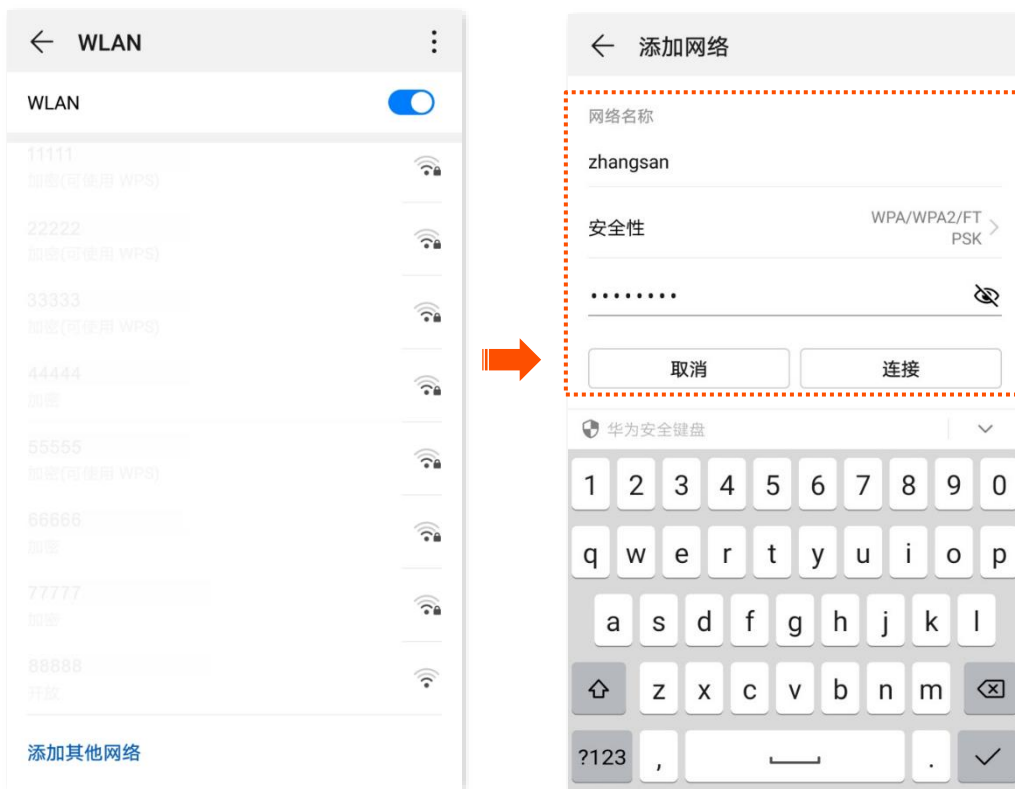 WLAN
WLAN
11111
加密(可使用 WPS)
22222
加密(可使用 WPS)
33333
加密(可使用 WPS)
44444
加密
55555
加密(可使用 WPS)
66666
加密
77777
加密
88888
开放
添加其他网络
添加网络
网络名称
zhangsan
安全性
WPA/WPA2/FT
PSK
••••••••
取消
连接
华为安全键盘
1 2 3 4 5 6 7 8 9 0
q w e r t y u i o p
a s d f g h j k l
z x c v b n m
?123 , .